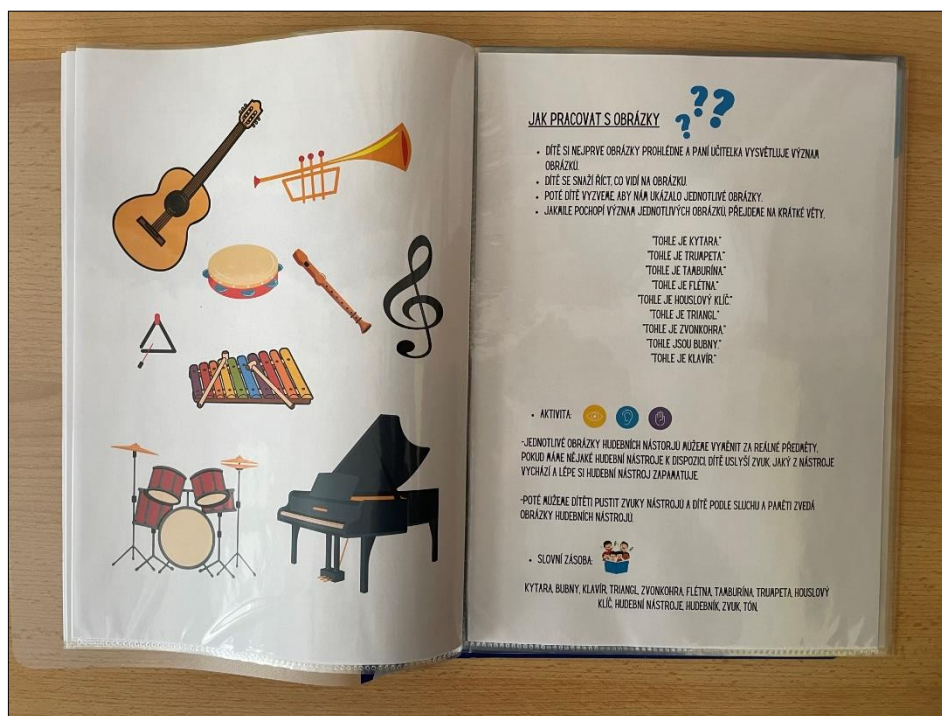 JAK PRACOVAT S OBRÁZKY
• DÍTĚ SI NEJPRVE OBRÁZKY PROHLÉDNE A PANÍ UČITELKA VYSVĚTLUJE VÝZNAM
OBRÁZKŮ.
• DÍTĚ SE SNAŽÍ ŘÍCT, CO VIDÍ NA OBRÁZKU.
• POTÉ DÍTĚ VYZVEME ABY NÁM UKÁZALO JEDNOTLIVÉ OBRÁZKY.
• JAKMILE POCHOPÍ VÝZNAM JEDNOTLIVÝCH OBRÁZKŮ, PŘEJDEME NA KRÁTKÉ VĚTY.
"TOHLE JE KYTARA."
"TOHLE JE TRUMPETA."
"TOHLE JE TAMBURÍNA."
"TOHLE JE FLÉTNA."
"TOHLE JE HOUSLOVÝ KLÍČ."
"TOHLE JE TRIANGL."
"TOHLE JE ZVONKOHRA."
"TOHLE JSOU BUBNY."
"TOHLE JE KLAVÍR."
• AKTIVITA:
-JEDNOTLIVÉ OBRÁZKY HUDEBNÍCH NÁSTORJŮ MŮŽEME VYMĚNIT ZA REÁLNÉ PŘEDMĚTY,
POKUD MÁME NĚJAKÉ HUDEBNÍ NÁSTROJE K DISPOZICI, DÍTĚ USLYŠÍ ZVUK, JAKÝ Z NÁSTROJE
VYCHÁZÍ A LÉPE SI HUDEBNÍ NÁSTROJ ZAPAMATUJE.
-POTÉ MŮŽEME DÍTĚTI PUSTIT ZVUKY NÁSTROJŮ A DÍTĚ PODLE SLUCHU A PAMĚTI ZVEDÁ
OBRÁZKY HUDEBNÍCH NÁSTROJŮ.
• SLOVNÍ ZÁSOBA:
KYTARA, BUBNY, KLAVÍR, TRIANGL, ZVONKOHRA, FLÉTNA, TAMBURÍNA, TRUMPETA, HOUSLOVÝ
KLÍČ, HUDEBNÍ NÁSTROJE, HUDEBNÍK, ZVUK, TÓN.